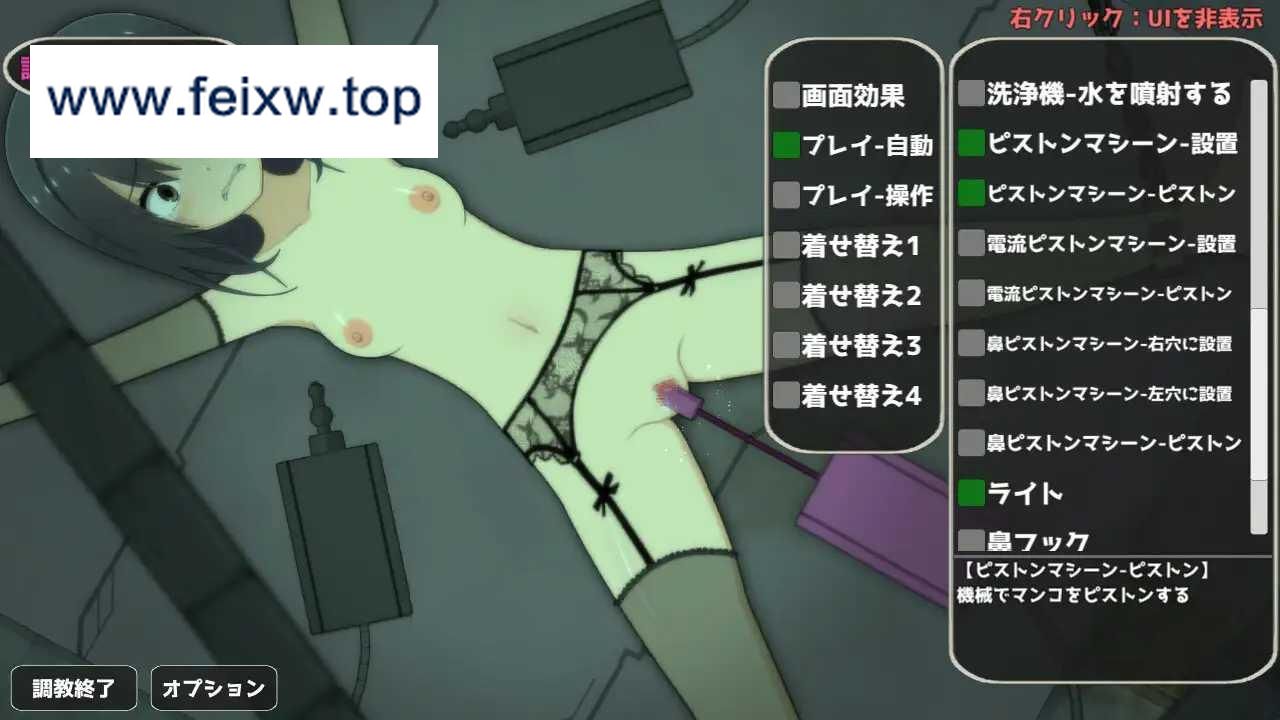 右クリック：UIを非表示
www.feixw.top
画面効果
プレイ-自動
プレイ-操作
着せ替え1
着せ替え2
着せ替え3
着せ替え4
洗浄機-水を噴射する
ピストンマシーン-設置
ピストンマシーン-ピストン
電流ピストンマシーン-設置
電流ピストンマシーン-ピストン
鼻ピストンマシーン-右穴に設置
鼻ピストンマシーン-左穴に設置
鼻ピストンマシーン-ピストン
ライト
鼻フック
【ピストンマシーン-ピストン】
機械でマンコをピストンする
調教終了
オプション